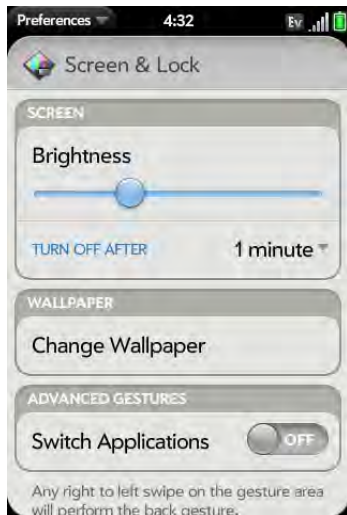 Preferences 4:32 Ev
Screen & Lock
SCREEN
Brightness
TURN OFF AFTER 1 minute
WALLPAPER
Change Wallpaper
ADVANCED GESTURES
Switch Applications OFF
Any right to left swipe on the gesture area
will perform the back gesture.